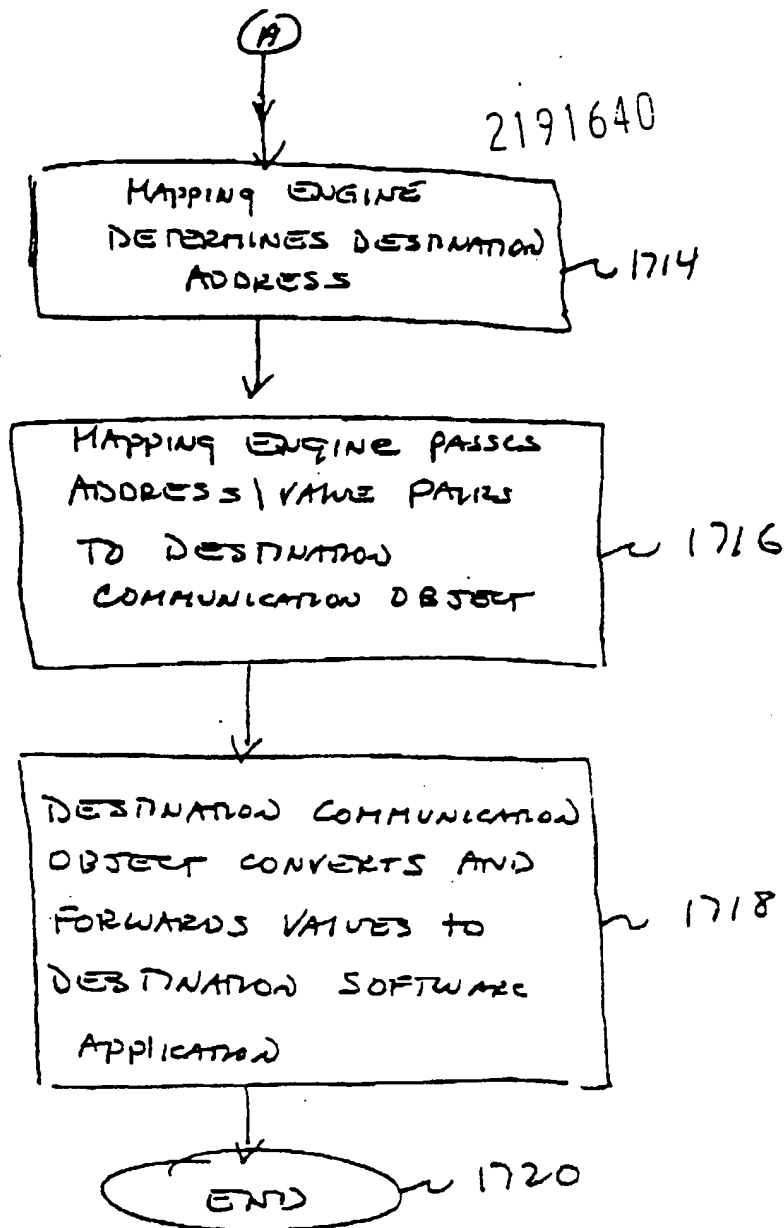 A
2191640
MAPPING ENGINE
DETERMINES DESTINATION
ADDRESS
1714
MAPPING ENGINE PASSES
ADDRESS\VALUE PAIRS
TO DESTINATION
COMMUNICATION OBJECT
1716
DESTINATION COMMUNICATION
OBJECT CONVERTS AND
FORWARDS VALUES TO
DESTINATION SOFTWARE
APPLICATION
1718
END
1720